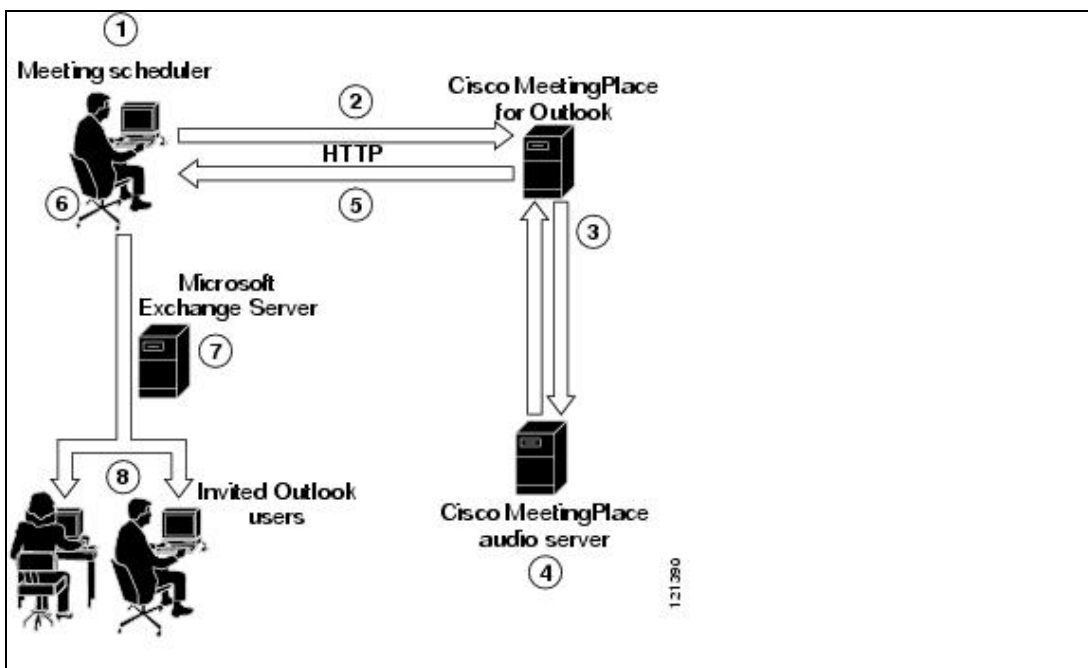 1
Meeting scheduler
2
Cisco MeetingPlace
for Outlook
HTTP
6
5
3
Microsoft
Exchange Server
7
8
Invited Outlook
users
Cisco MeetingPlace
audio server
4
121390